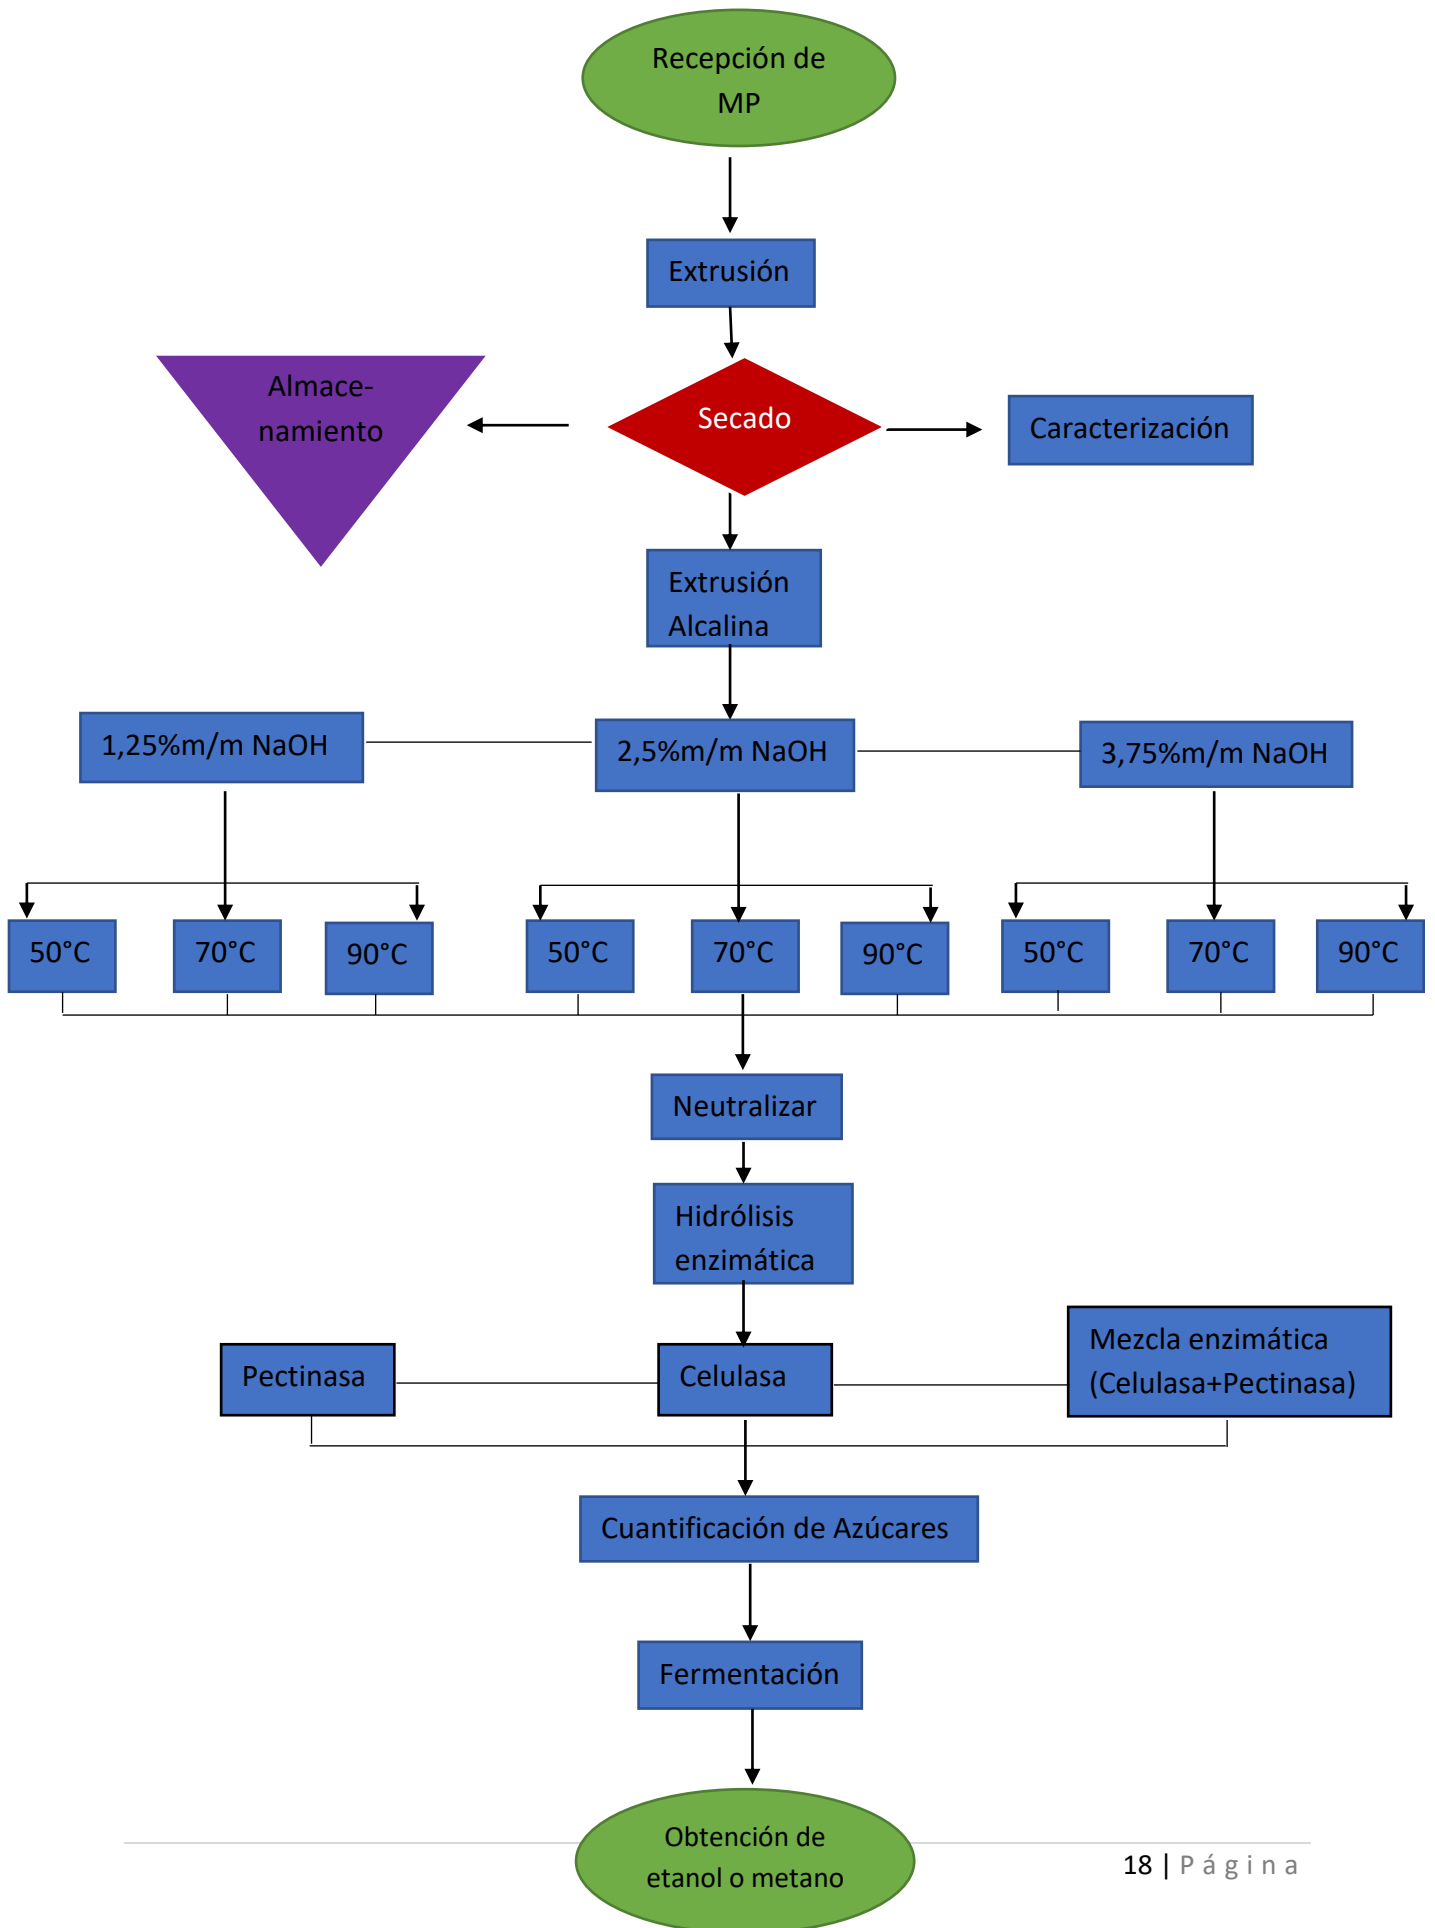 Recepción de
MP
Extrusión
Almace-
namiento
Secado
Caracterización
Extrusión
Alcalina
1,25%m/m NaOH
2,5%m/m NaOH
3,75%m/m NaOH
50°C
70°C
90°C
50°C
70°C
90°C
50°C
70°C
90°C
Neutralizar
Hidrólisis
enzimática
Pectinasa
Celulasa
Mezcla enzimática
(Celulasa+Pectinasa)
Cuantificación de Azúcares
Fermentación
Obtención de
etanol o metano
18 | Página